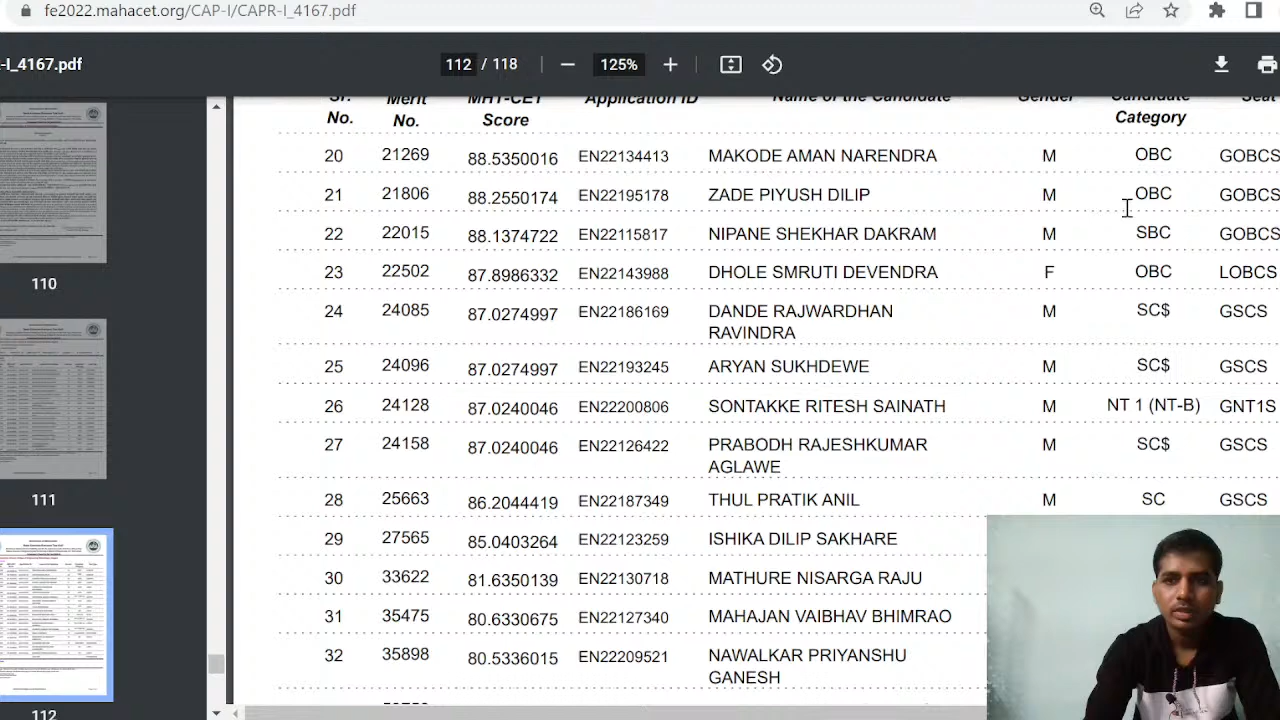 fe2022.mahacet.org/CAP-I/CAPR-I_4167.pdf
-I_4167.pdf
112 / 118
125%
Sr. No.
Merit No.
MHT-CET Score
Application ID
Name of the Candidate
Gender
Candidate Category
Seat
20 21269 88.5350016 EN22134413 MAKODE AMAN NARENDRA M OBC GOBCS
21 21806 88.2550174 EN22195178 ZADE PIYUSH DILIP M OBC GOBCS
22 22015 88.1374722 EN22115817 NIPANE SHEKHAR DAKRAM M SBC GOBCS
23 22502 87.8986332 EN22143988 DHOLE SMRUTI DEVENDRA F OBC LOBCS
24 24085 87.0274997 EN22186169 DANDE RAJWARDHAN M SC$ GSCS
RAVINDRA
25 24096 87.0274997 EN22193245 ARYAN SUKHDEWE M SC$ GSCS
26 24128 87.0240046 EN22200806 SONTAKKE RITESH SAINATH M NT 1 (NT-B) GNT1S
27 24158 87.0240046 EN22126422 PRABODH RAJESHKUMAR M SC$ GSCS
AGLAWE
28 25663 86.2044419 EN22187349 THUL PRATIK ANIL M SC GSCS
29 27565 85.0403264 EN22123259 ISHIKA DILIP SAKHARE
30 33622 81.6350139 EN22130718 MATHURE NISARGA RAJU
31 35475 80.6330675 EN22127340 MAHAJAN VAIBHAV BHIMRAO
32 35898 80.5336015 EN22209521 NAWALKAR PRIYANSHU
GANESH
110
111
112